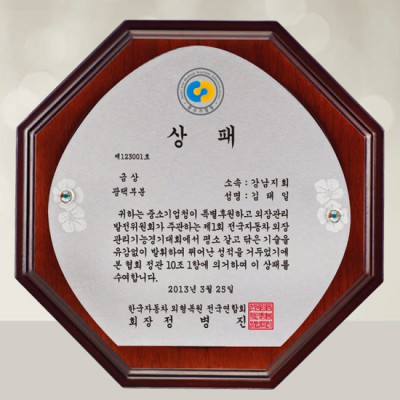 상 패
제123001호
금상
광택부분
소속 : 강남지회
성명 : 김태일
귀하는 중소기업청이 특별후원하고 외장관리
발전위원회가 주관하는 제1회 전국자동차 외장
관리기능경기대회에서 평소 갈고 닦은 기술을
유감없이 발휘하여 뛰어난 성적을 거두었기에
본 협회 정관 10조 1항에 의거하여 이 상패를
수여합니다.
2013년 3월 25일
한국자동차 외형복원 전국연합회
회장 정 병 진